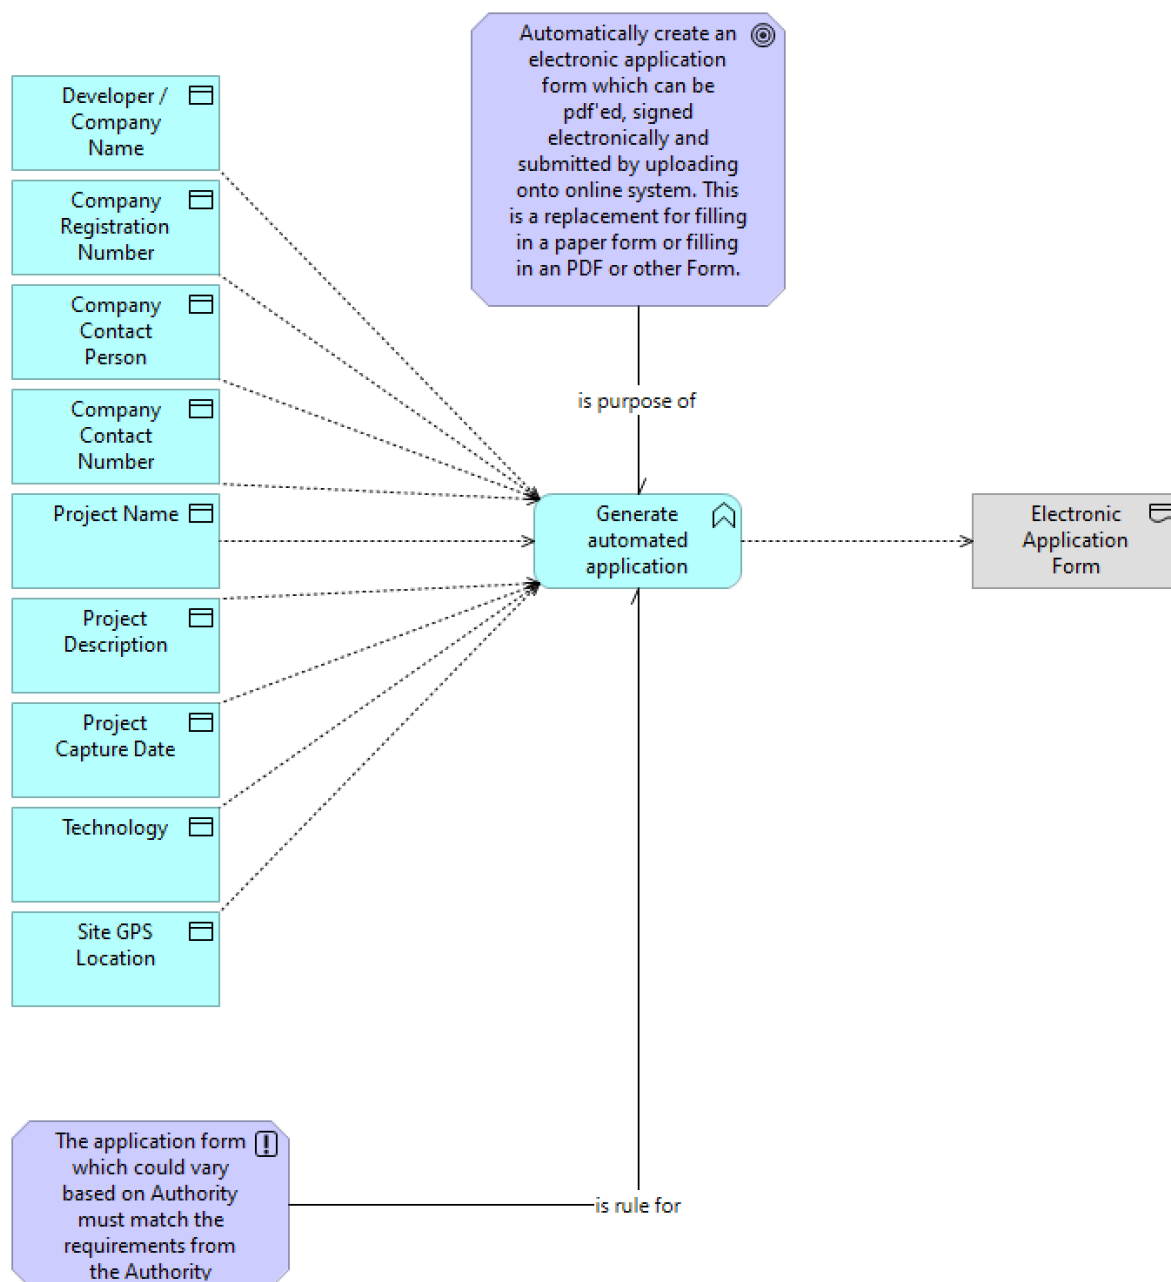 Automatically create an
electronic application
form which can be
pdf'ed, signed
electronically and
submitted by uploading
onto online system. This
is a replacement for filling
in a paper form or filling
in an PDF or other Form.
Developer /
Company
Name
Company
Registration
Number
Company
Contact
Person
Company
Contact
Number
Project Name
Project
Description
Project
Capture Date
Technology
Site GPS
Location
is purpose of
Generate
automated
application
Electronic
Application
Form
The application form
which could vary
based on Authority
must match the
requirements from
the Authority
is rule for